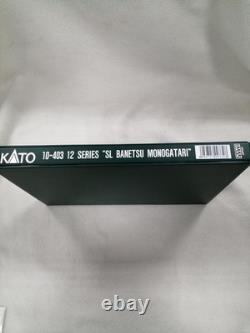 KATO 10-403 12 SERIES "SL BANETSU MONOGATARI"